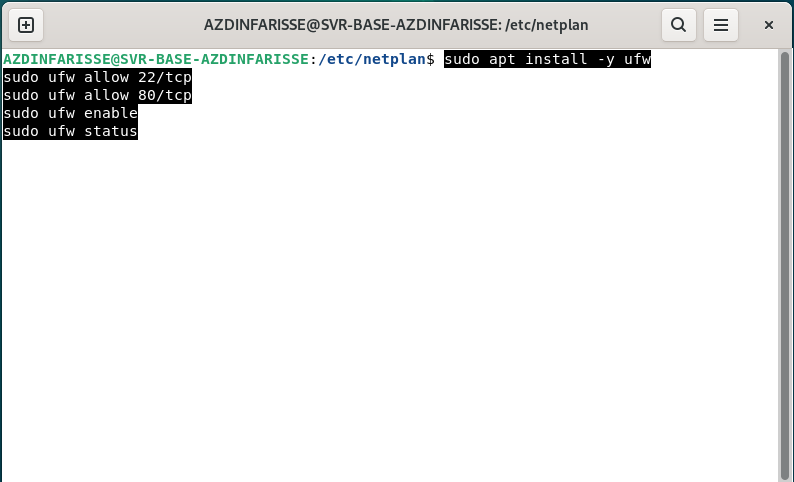 AZDINFARISSE@SVR-BASE-AZDINFARISSE: /etc/netplan
AZDINFARISSE@SVR-BASE-AZDINFARISSE:/etc/netplan$ sudo apt install -y ufw
sudo ufw allow 22/tcp
sudo ufw allow 80/tcp
sudo ufw enable
sudo ufw status